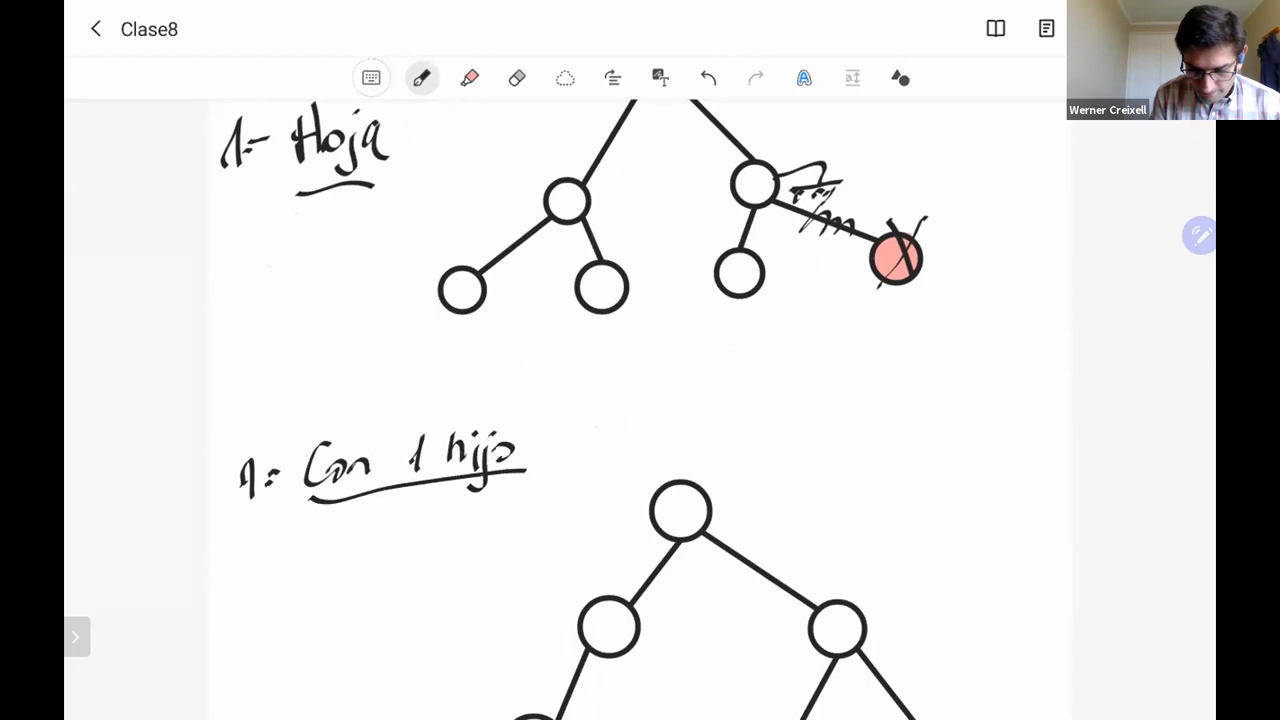 Clase8
Werner Creixell
1= Hoja
1= Con 1 hijo